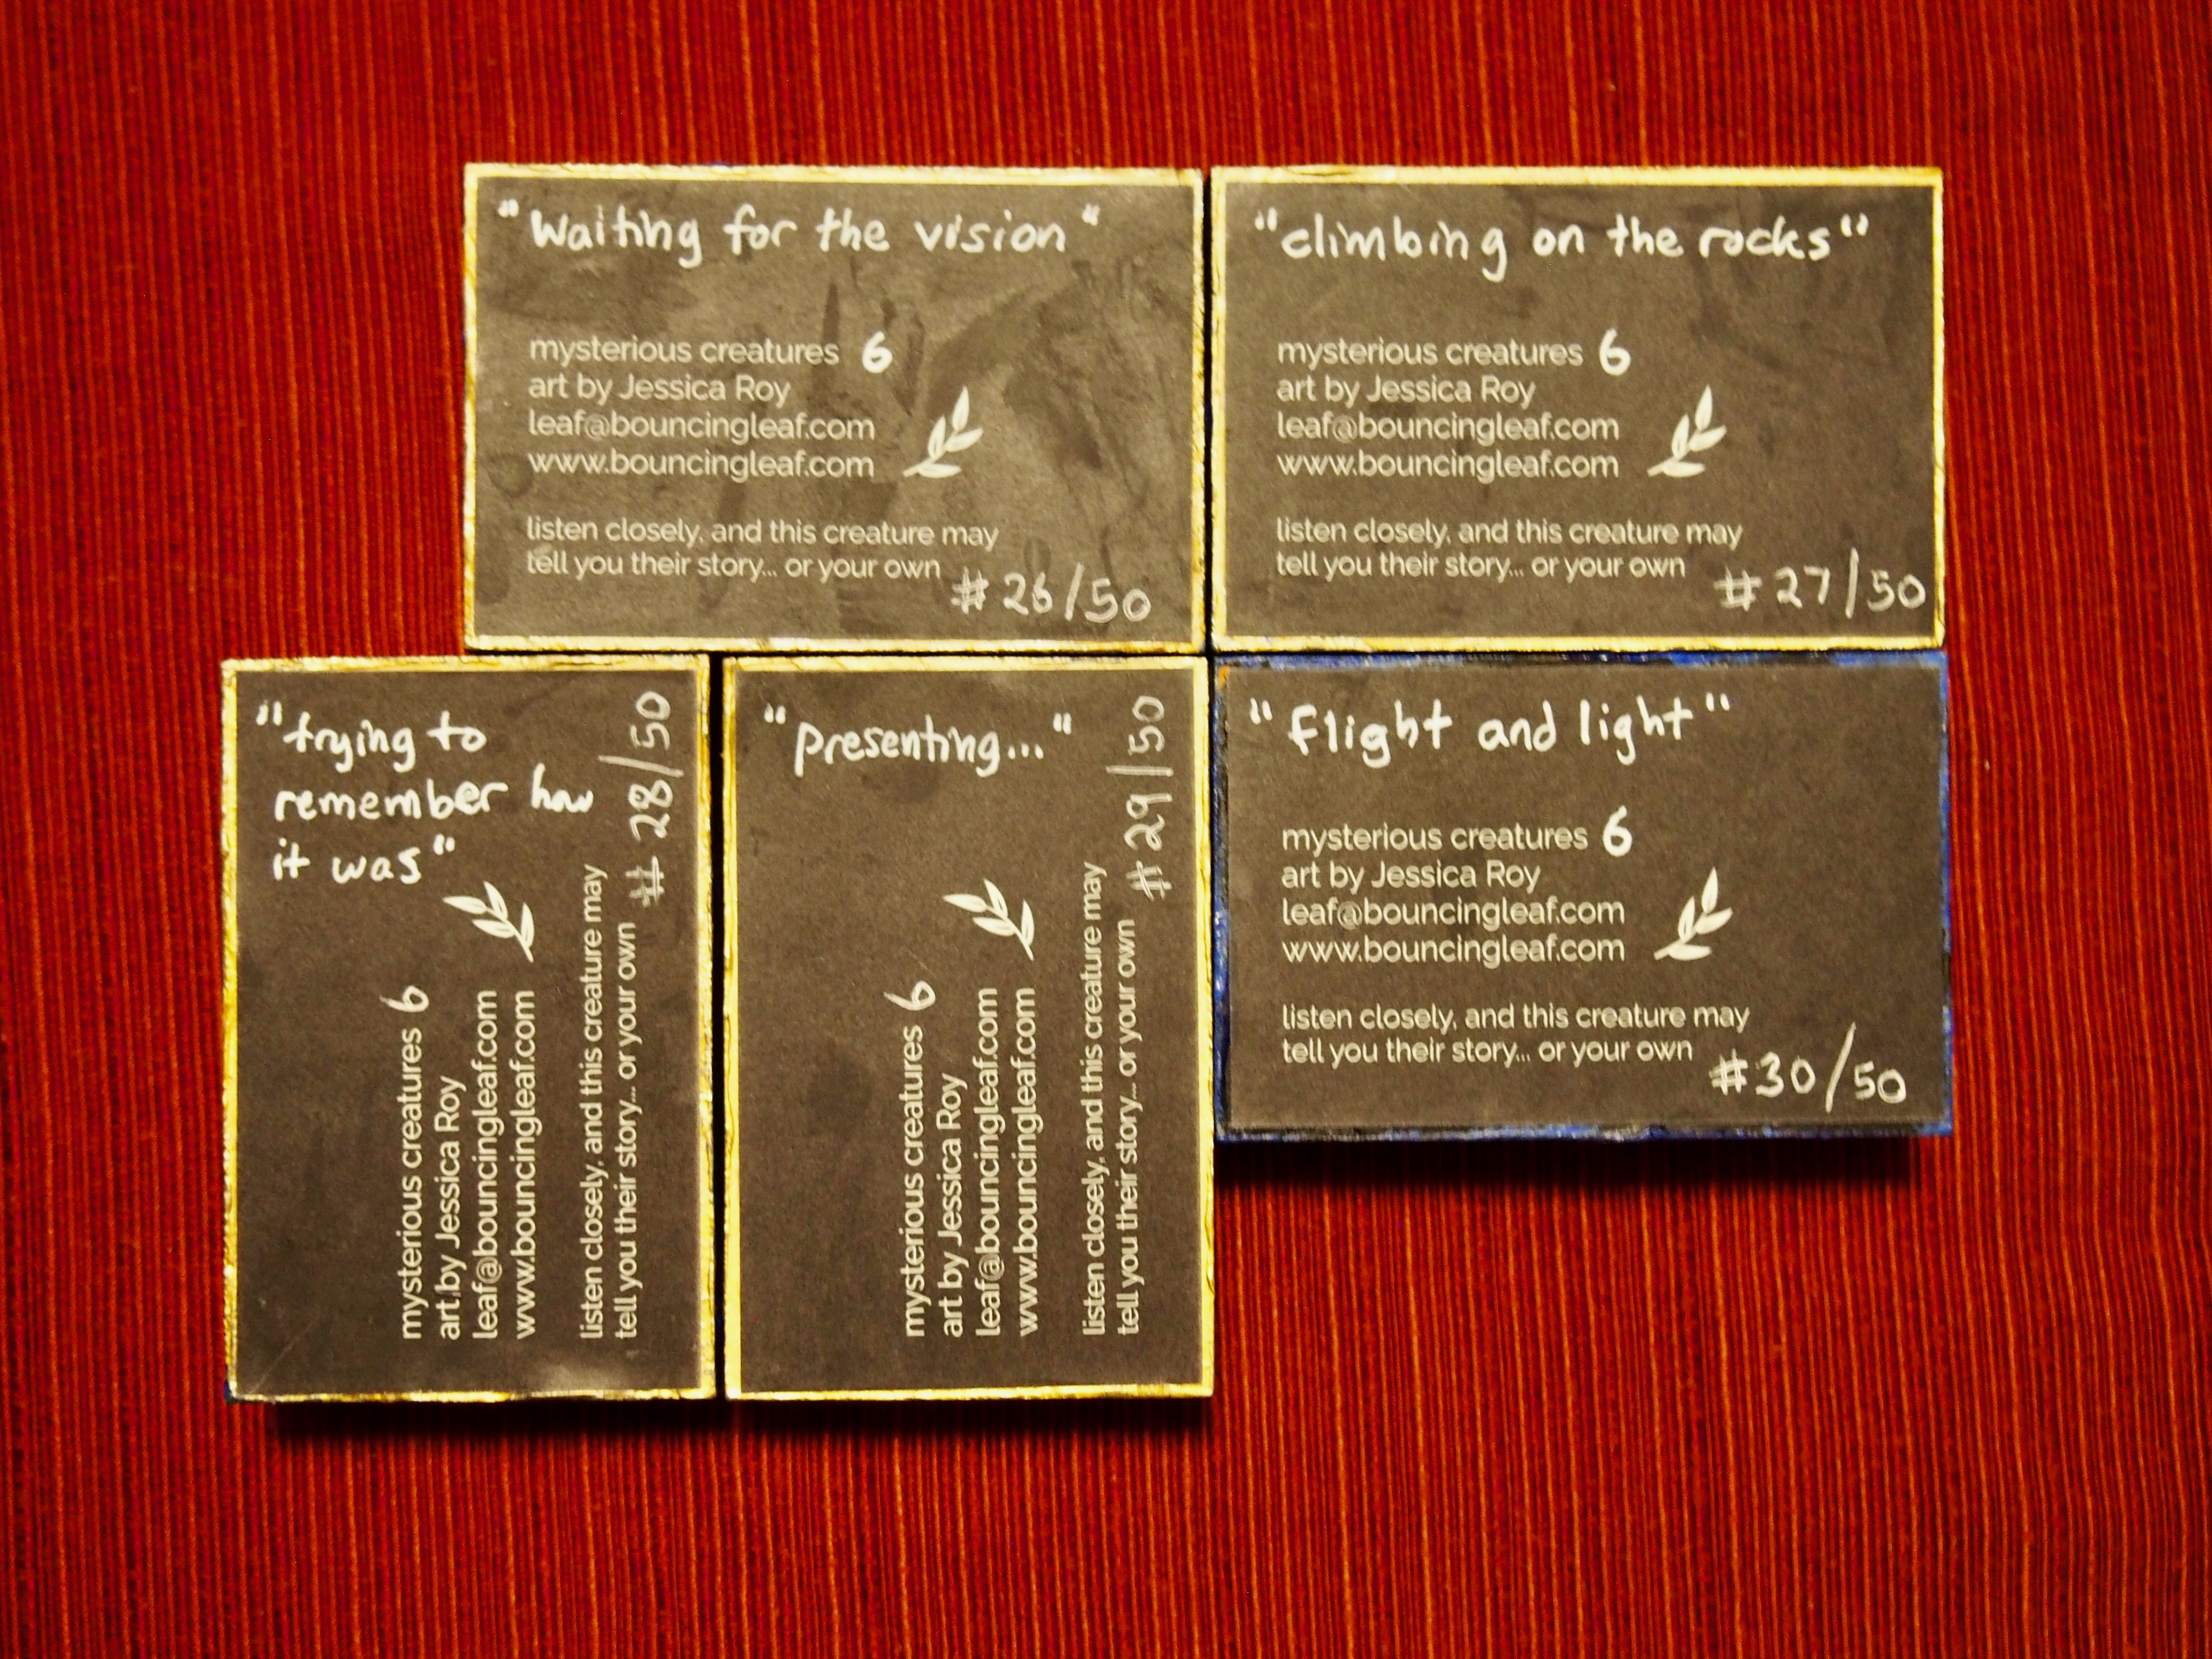 "Waiting for the vision"
mysterious creatures 6
art by Jessica Roy
leaf@bouncingleaf.com
www.bouncingleaf.com
listen closely, and this creature may
tell you their story... or your own
#26/50
"climbing on the rocks"
mysterious creatures 6
art by Jessica Roy
leaf@bouncingleaf.com
www.bouncingleaf.com
listen closely, and this creature may
tell you their story... or your own
#27/50
"trying to
remember how
it was"
mysterious creatures 6
art by Jessica Roy
leaf@bouncingleaf.com
www.bouncingleaf.com
listen closely, and this creature may
tell you their story... or your own
#28/50
"presenting..."
mysterious creatures 6
art by Jessica Roy
leaf@bouncingleaf.com
www.bouncingleaf.com
listen closely, and this creature may
tell you their story... or your own
#29/50
"flight and light"
mysterious creatures 6
art by Jessica Roy
leaf@bouncingleaf.com
www.bouncingleaf.com
listen closely, and this creature may
tell you their story... or your own
#30/50